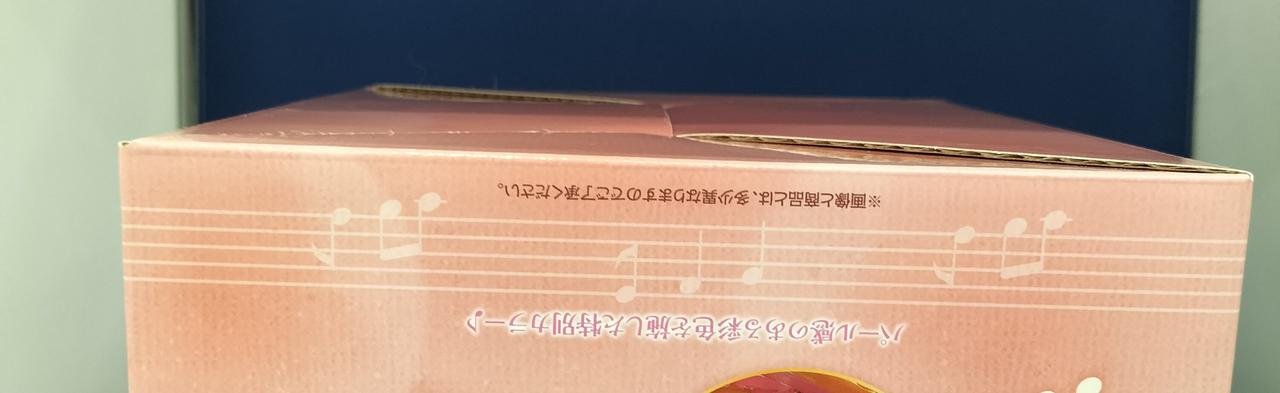 パール感のある彩色を施した特別カラー♪
※画像と商品とは、多少異なりますのでご了承ください。